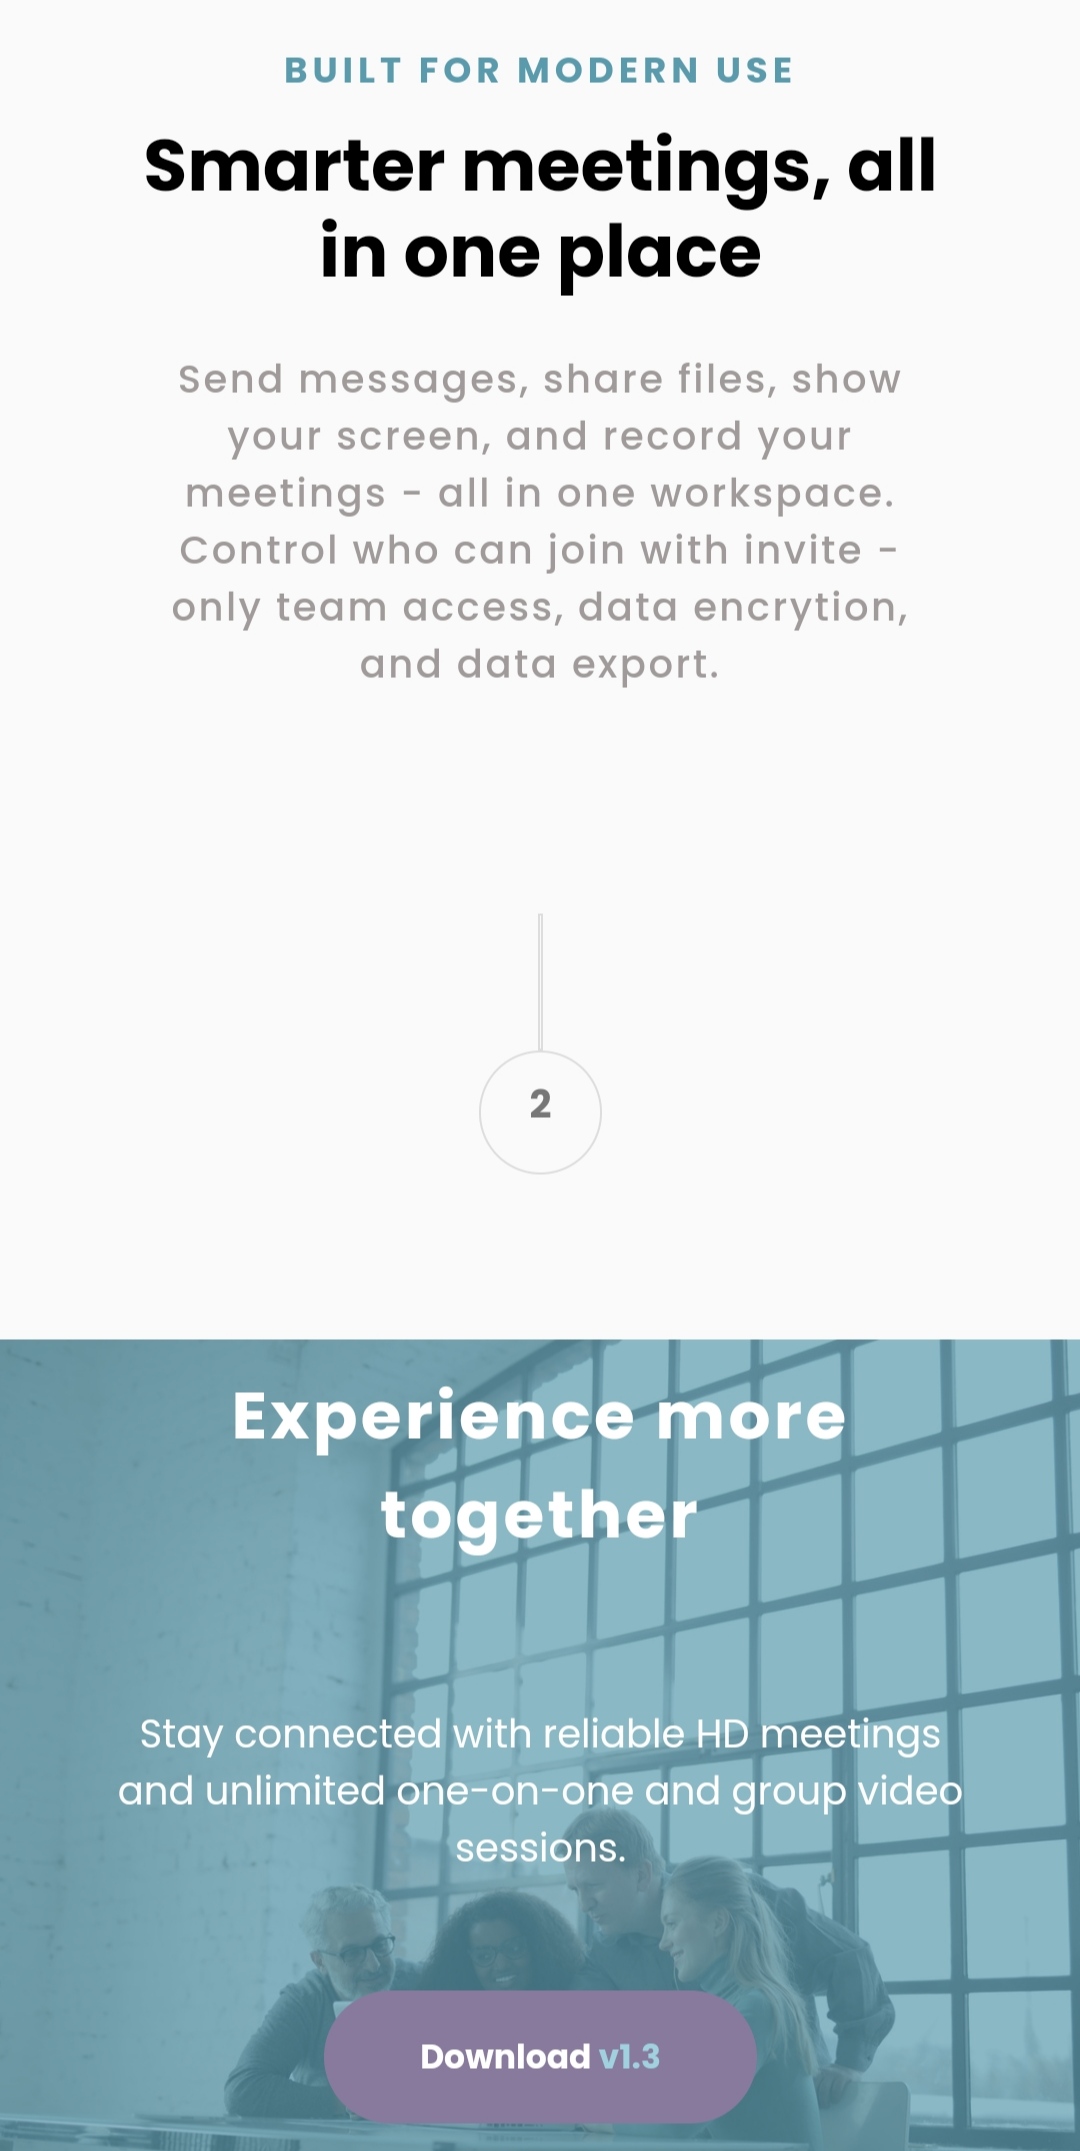 BUILT FOR MODERN USE
Smarter meetings, all
in one place
Send messages, share files, show
your screen, and record your
meetings - all in one workspace.
Control who can join with invite -
only team access, data encrytion,
and data export.
2
Experience more
together
Stay connected with reliable HD meetings
and unlimited one-on-one and group video
sessions.
Download v1.3